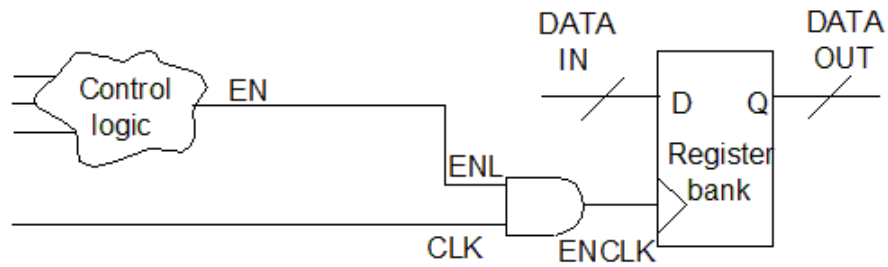 DATA
IN
DATA
OUT
Control
logic
EN
D
Q
Register
bank
ENL
CLK
ENCLK